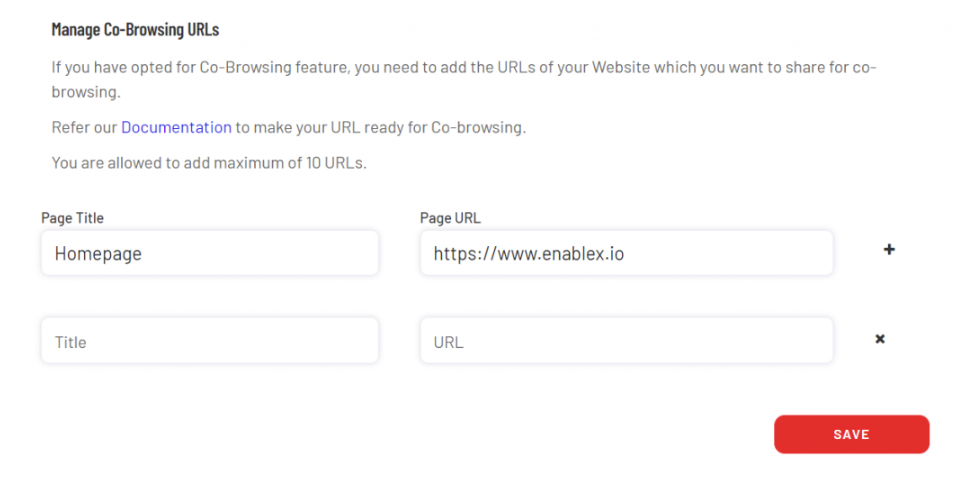 Manage Co-Browsing URLs
If you have opted for Co-Browsing feature, you need to add the URLs of your Website which you want to share for co-
browsing.
Refer our Documentation to make your URL ready for Co-browsing.
You are allowed to add maximum of 10 URLs.
Page Title Page URL
Homepage https://www.enablex.io
Title URL
SAVE